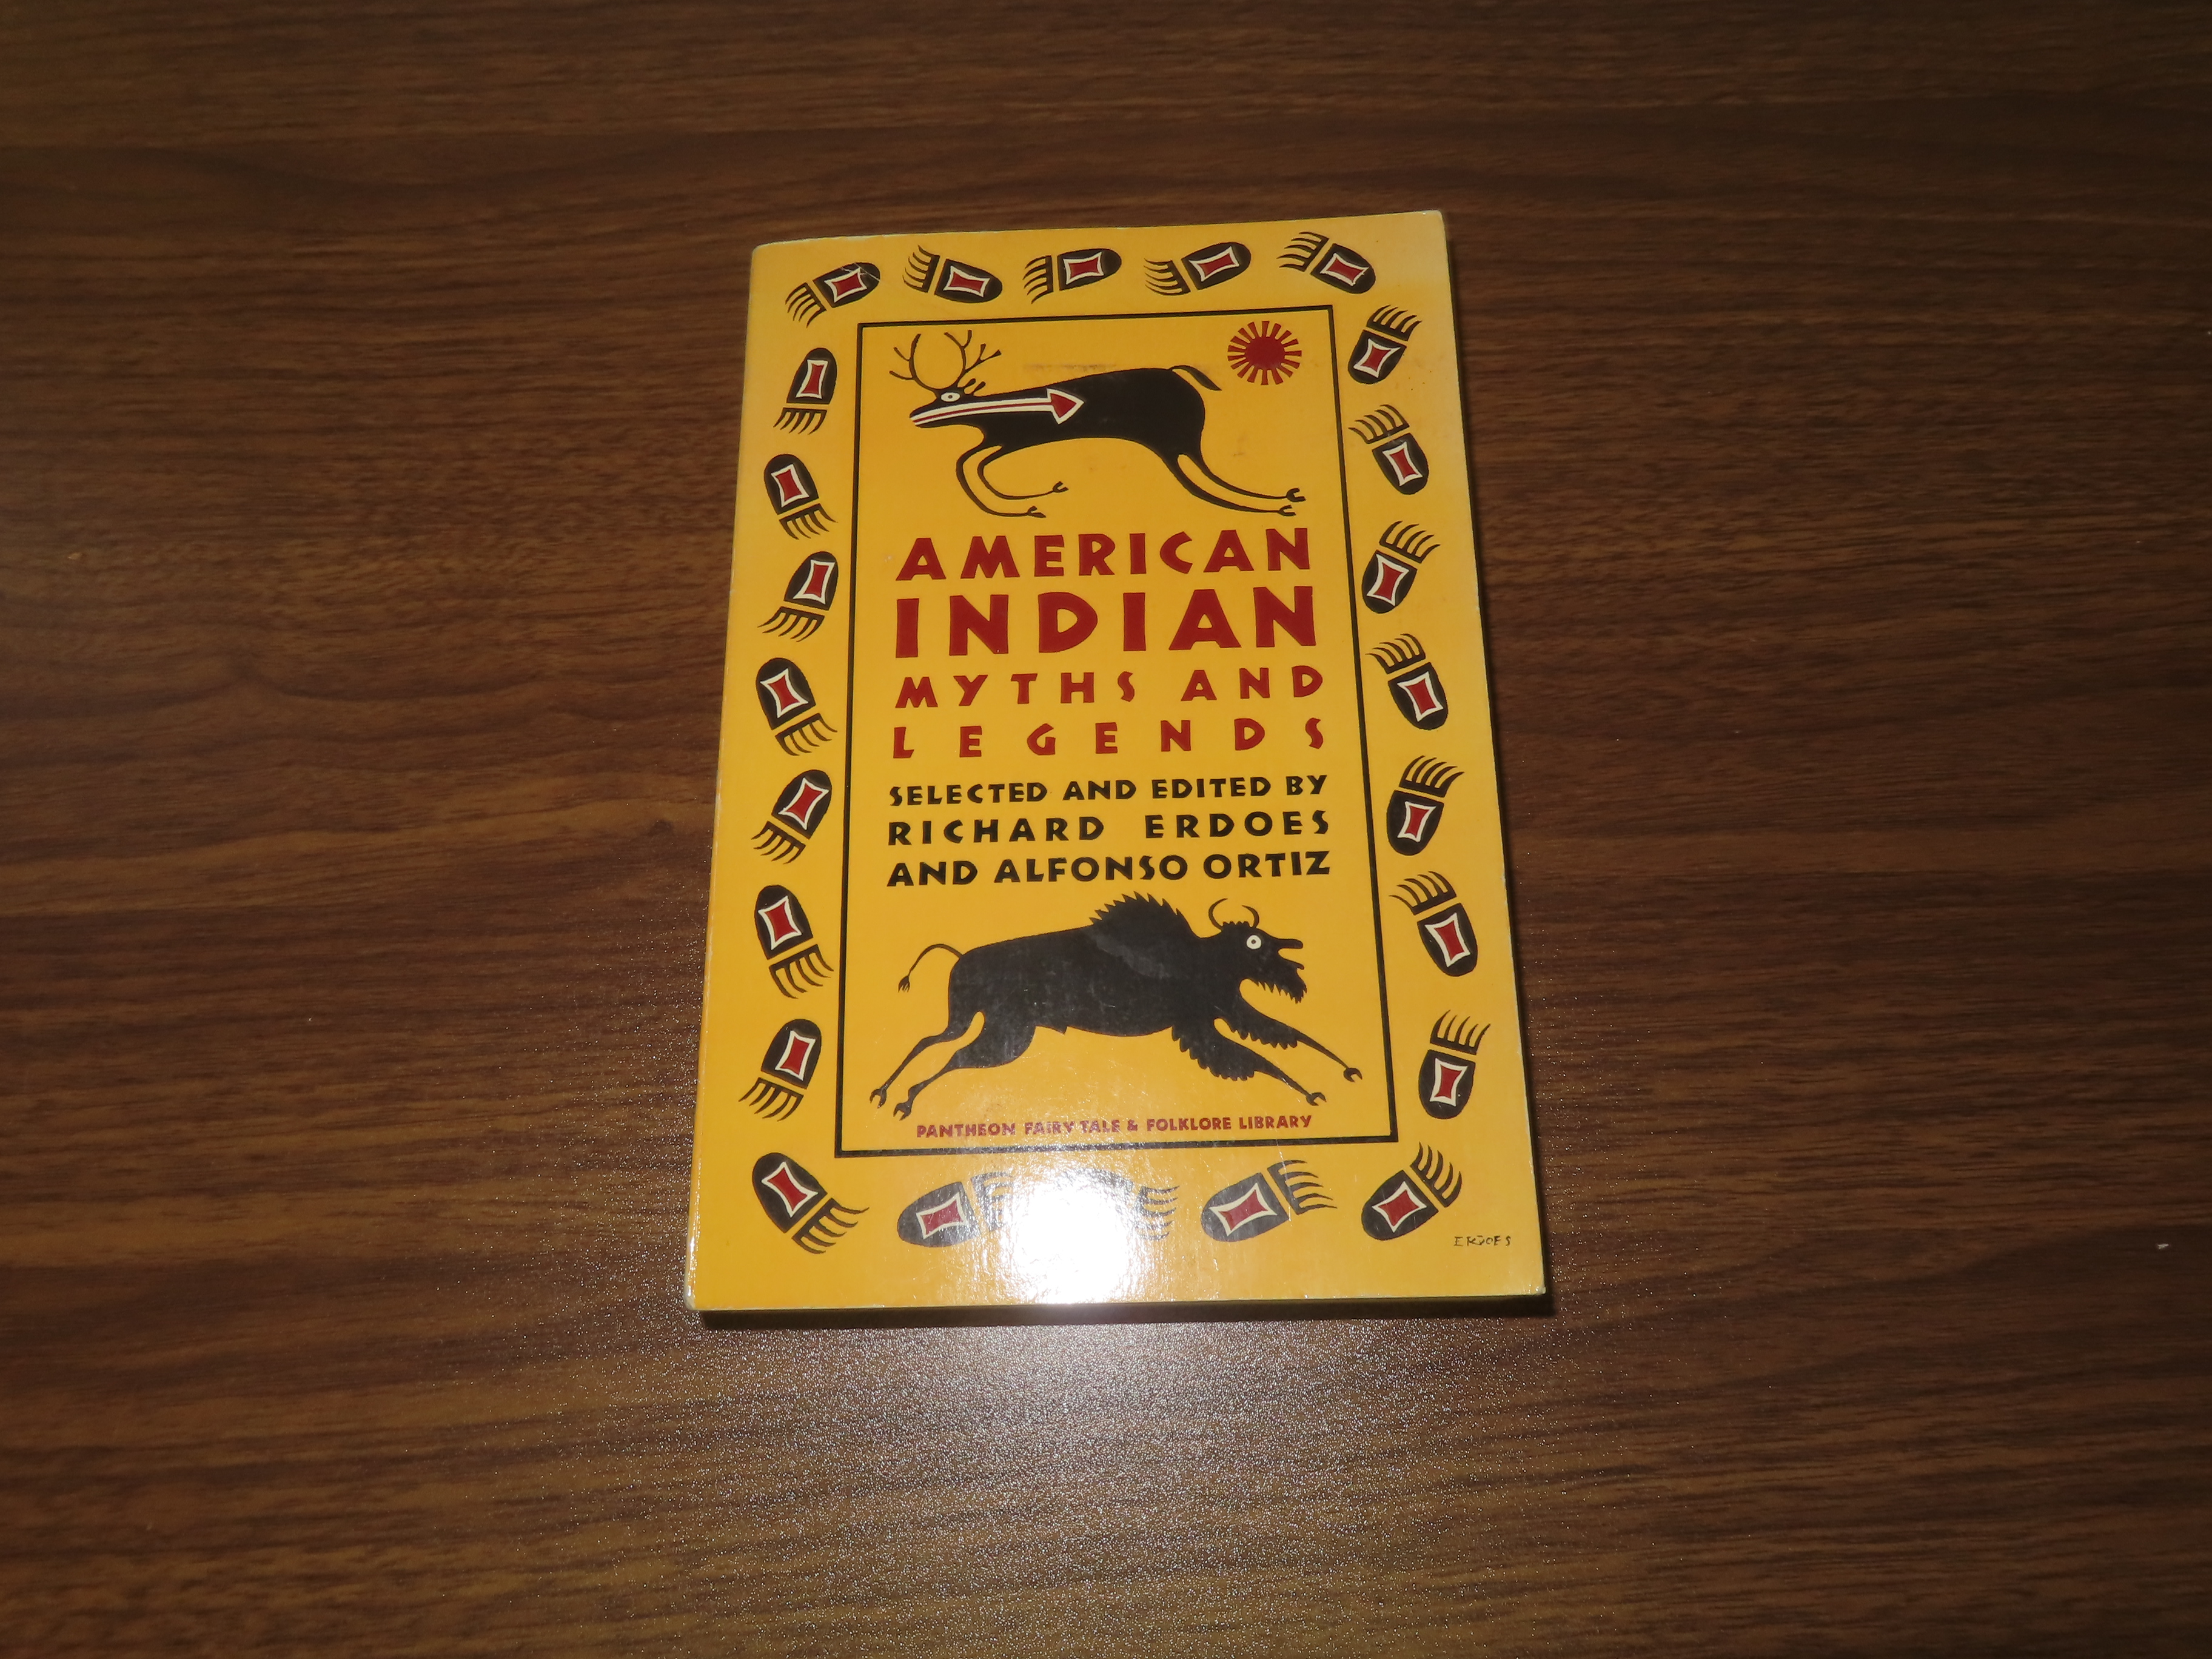 AMERICAN
INDIAN
MYTHS AND
LEGENDS
SELECTED AND EDITED BY
RICHARD ERDOES
AND ALFONSO ORTIZ
PANTHEON FAIRY TALE & FOLKLORE LIBRARY
ERDOES